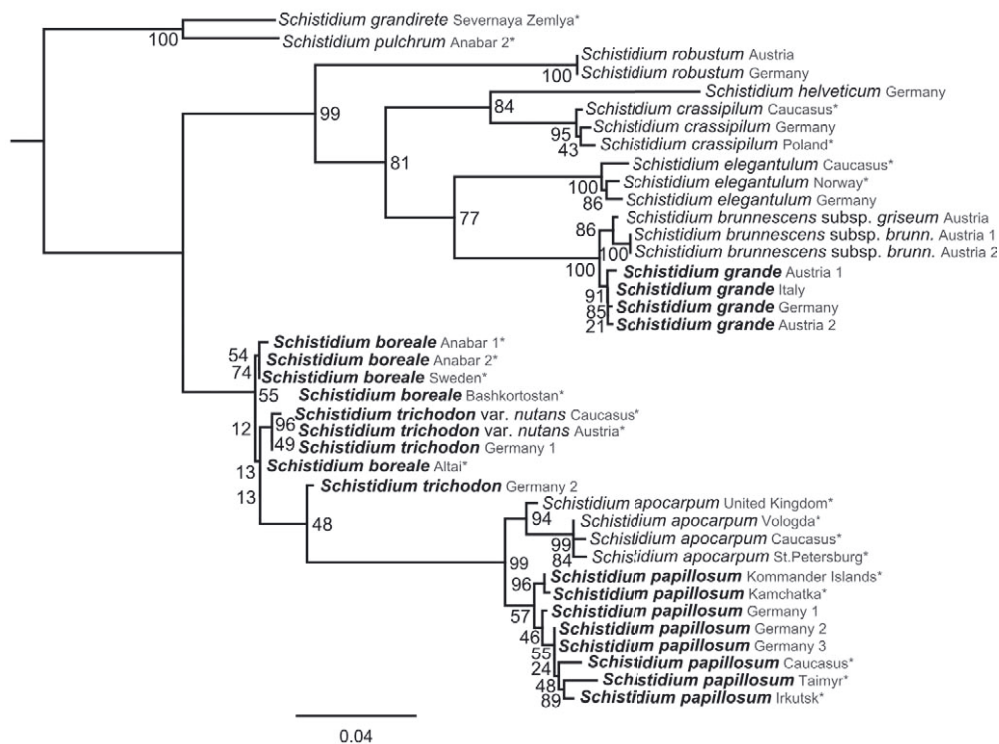 Schistidium grandirete Severnaya Zemlya*
100
Schistidium pulchrum Anabar 2*
Schistidium robustum Austria
100
Schistidium robustum Germany
Schistidium helveticum Germany
84
99
Schistidium crassipilum Caucasus*
95
Schistidium crassipilum Germany
43
Schistidium crassipilum Poland*
81
Schistidium elegantulum Caucasus*
100
Schistidium elegantulum Norway*
86
Schistidium elegantulum Germany
77
Schistidium brunnescens subsp. griseum Austria
86
Schistidium brunnescens subsp. brunn. Austria 1
100
Schistidium brunnescens subsp. brunn. Austria 2
100
Schistidium grande Austria 1
91
Schistidium grande Italy
85
Schistidium grande Germany
21
Schistidium grande Austria 2
Schistidium boreale Anabar 1*
54
Schistidium boreale Anabar 2*
74
Schistidium boreale Sweden*
55
Schistidium boreale Bashkortostan*
96
Schistidium trichodon var. nutans Caucasus*
12
Schistidium trichodon var. nutans Austria*
49
Schistidium trichodon Germany 1
13
Schistidium boreale Altai*
13
Schistidium trichodon Germany 2
48
Schistidium apocarpum United Kingdom*
94
Schistidium apocarpum Vologda*
99
Schistidium apocarpum Caucasus*
84
Schistidium apocarpum St.Petersburg*
99
Schistidium papillosum Kommander Islands*
96
Schistidium papillosum Kamchatka*
57
Schistidium papillosum Germany 1
46
Schistidium papillosum Germany 2
55
Schistidium papillosum Germany 3
24
Schistidium papillosum Caucasus*
48
Schistidium papillosum Taimyr*
89
Schistidium papillosum Irkutsk*
0.04